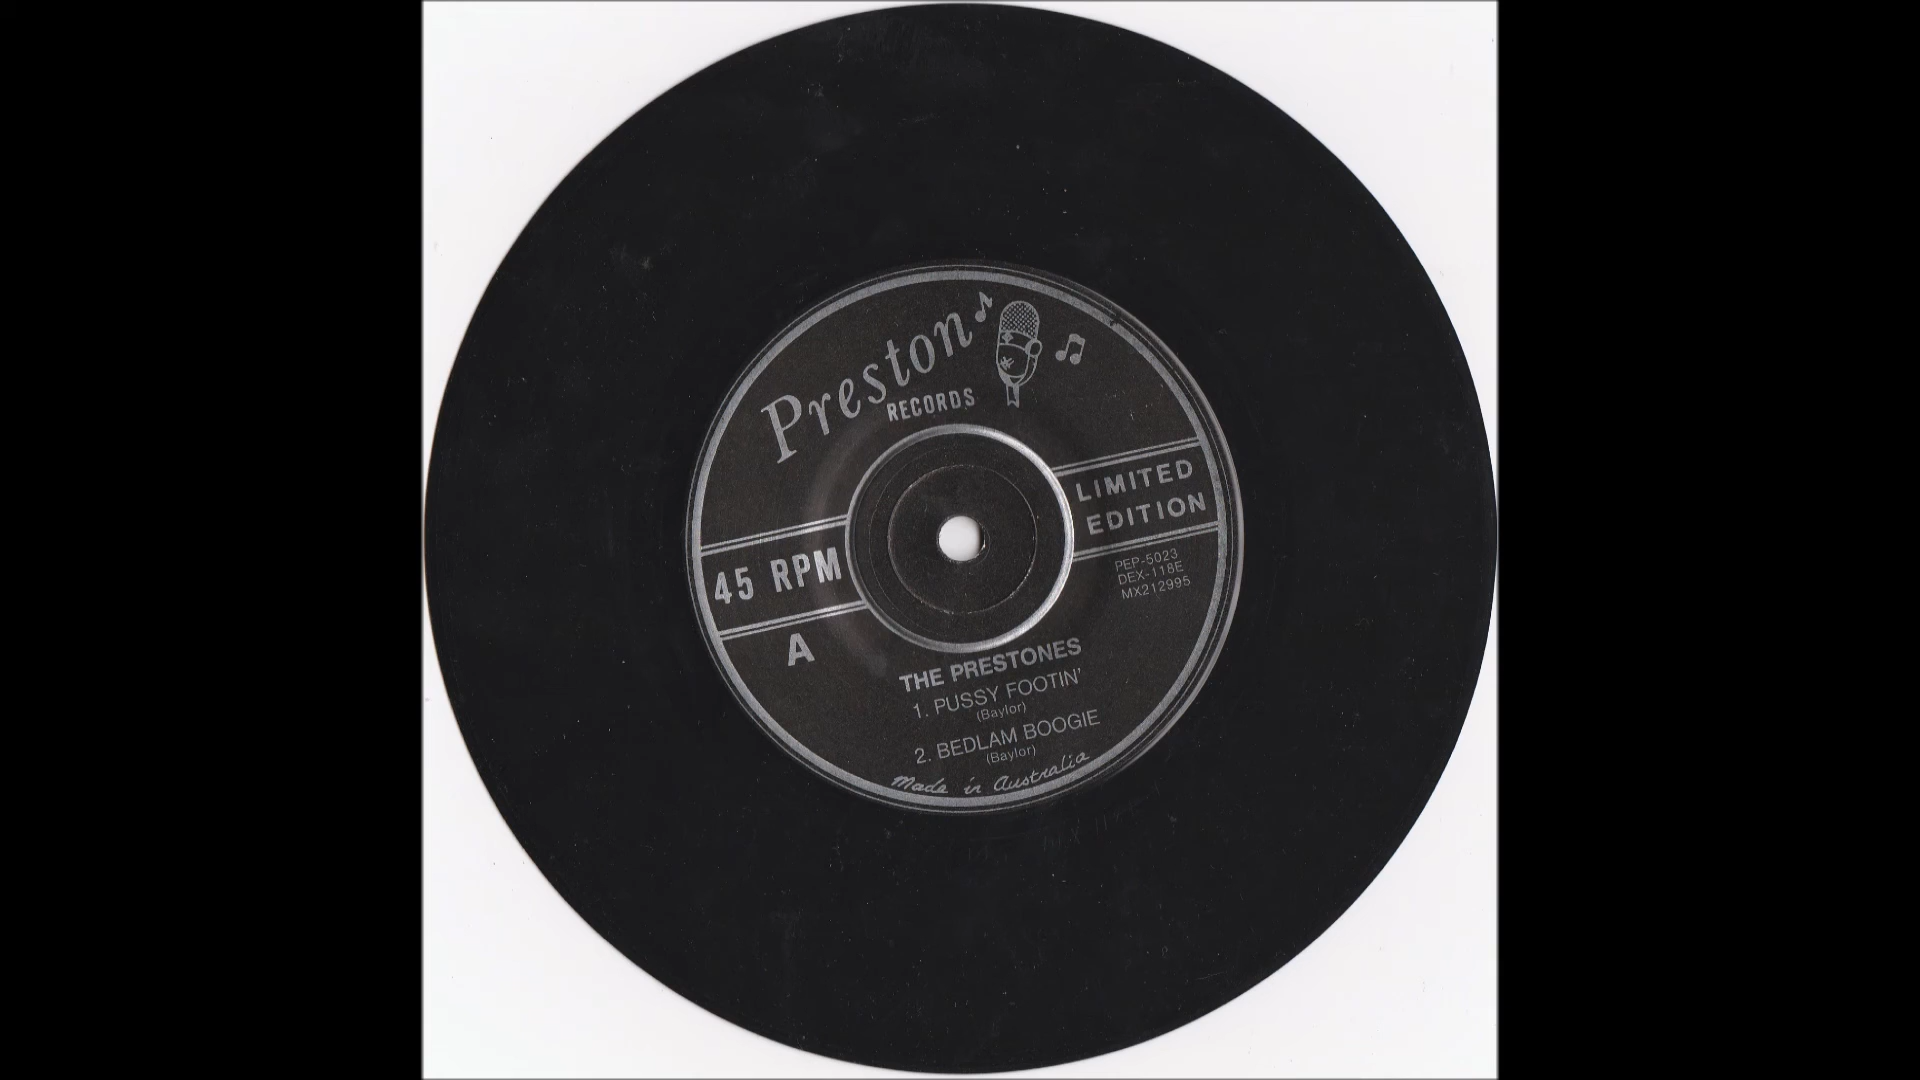 Preston
RECORDS
LIMITED
EDITION
45 RPM
PEP-5023
DEX-118E
MX212995
A
THE PRESTONES
1. PUSSY FOOTIN'
(Baylor)
2. BEDLAM BOOGIE
(Baylor)
Made in Australia